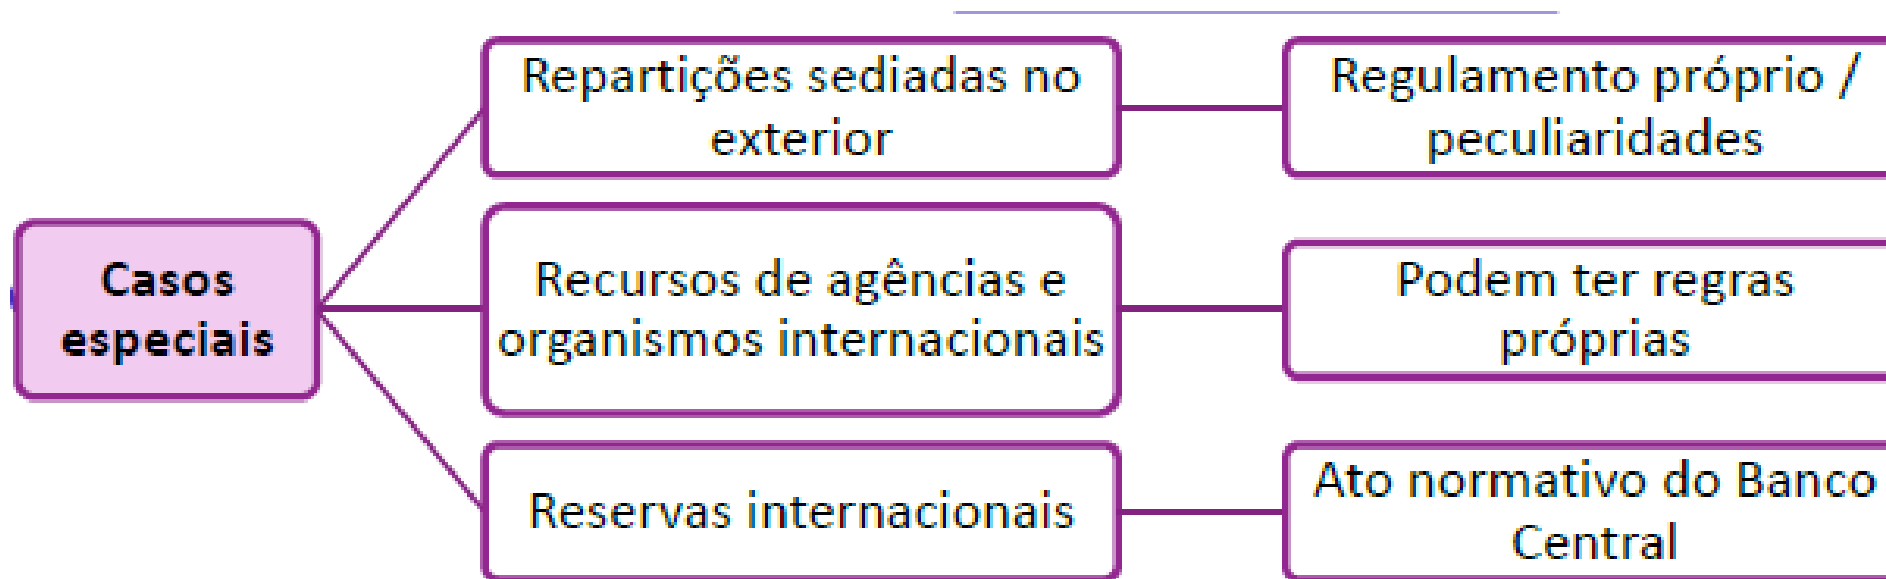 Casos
especiais
Repartições sediadas no
exterior
Regulamento próprio /
peculiaridades
Recursos de agências e
organismos internacionais
Podem ter regras
próprias
Reservas internacionais
Ato normativo do Banco
Central